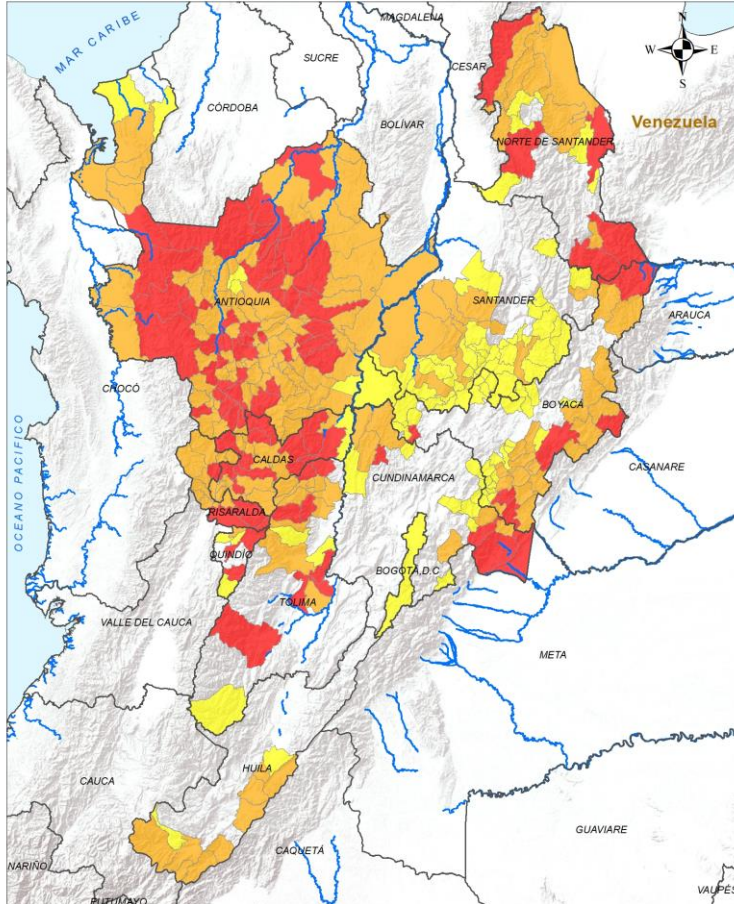 MAGDALENA
MAR CARIBE
SUCRE
CESAR
N
W E
S
CÓRDOBA
BOLÍVAR
Venezuela
NORTE DE SANTANDER
ANTIOQUIA
SANTANDER
ARAUCA
CHOCÓ
BOYACÁ
CALDAS
CUNDINAMARCA
CASANARE
OCEANO PACIFICO
RISARALDA
QUINDÍO
BOGOTÁ, D.C
TOLIMA
VALLE DEL CAUCA
META
HUILA
CAUCA
GUAVIARE
CAQUETÁ
NARIÑO
PUTUMAYO
VAUPÉS